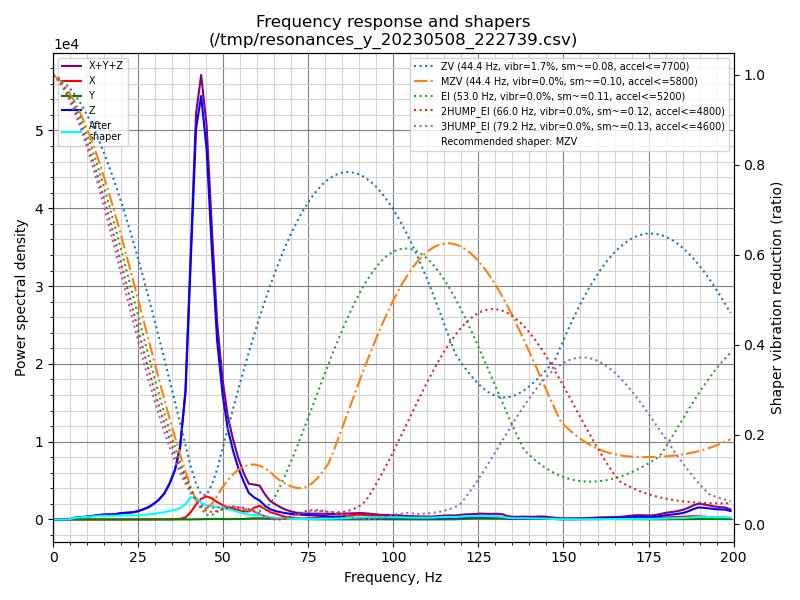 Frequency response and shapers
(/tmp/resonances_y_20230508_222739.csv)
1e4
X+Y+Z
X
Y
Z
After
shaper
ZV (44.4 Hz, vibr=1.7%, sm~=0.08, accel<=7700)
MZV (44.4 Hz, vibr=0.0%, sm~=0.10, accel<=5800)
EI (53.0 Hz, vibr=0.0%, sm~=0.11, accel<=5200)
2HUMP_EI (66.0 Hz, vibr=0.0%, sm~=0.12, accel<=4800)
3HUMP_EI (79.2 Hz, vibr=0.0%, sm~=0.13, accel<=4600)
Recommended shaper: MZV
Power spectral density
5
4
3
2
1
0
1.0
0.8
0.6
0.4
0.2
0.0
Shaper vibration reduction (ratio)
0 25 50 75 100 125 150 175 200
Frequency, Hz